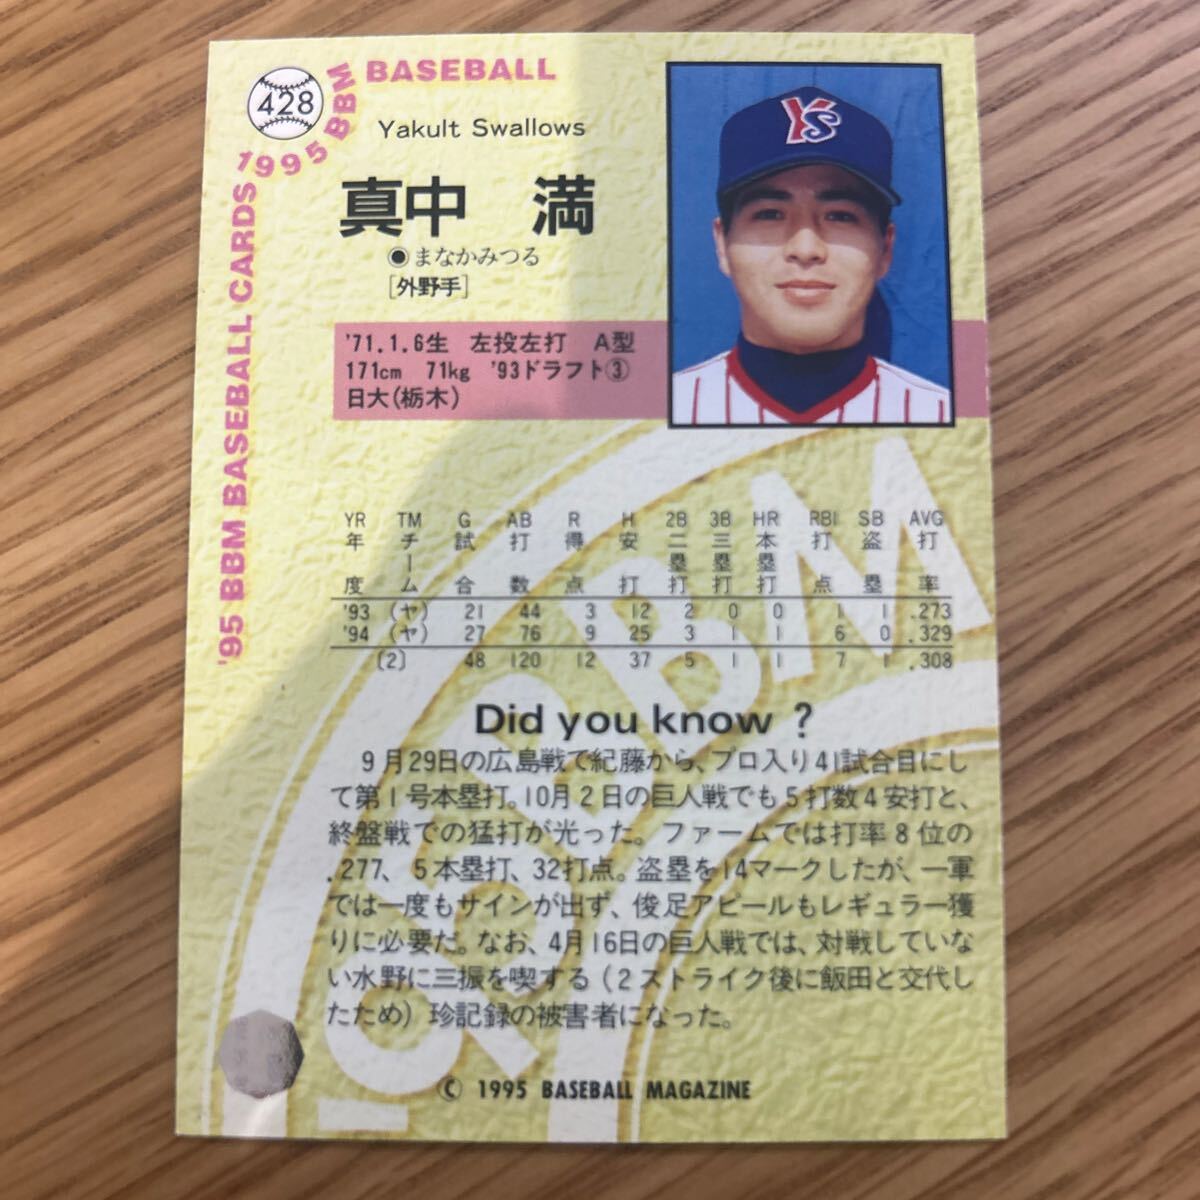 428
1995 BBM BASEBALL
'95 BBM BASEBALL CARDS
Yakult Swallows
真中 満
●まなかみつる
[外野手]
YS
'71.1.6生 左投左打 A型
171cm 71kg '93ドラフト③
日大(栃木)
YR TM G AB R H 2B 3B HR RBI SB AVG
年度 チーム 試合 打数 得点 安打 二塁打 三塁打 本塁打 打点 盗塁 打率
'93 (ヤ) 21 44 3 12 2 0 0 1 1 .273
'94 (ヤ) 27 76 9 25 3 1 1 6 0 .329
〔2〕 48 120 12 37 5 1 1 7 1 .308
Did you know ?
9月29日の広島戦で紀藤から、プロ入り41試合目にし
て第1号本塁打。10月2日の巨人戦でも5打数4安打と、
終盤戦での猛打が光った。ファームでは打率8位の
.277、5本塁打、32打点。盗塁を14マークしたが、一軍
では一度もサインが出ず、俊足アピールもレギュラー獲
りに必要だ。なお、4月16日の巨人戦では、対戦していな
い水野に三振を喫する(2ストライク後に飯田と交代し
たため)珍記録の被害者になった。
'95 BBM
© 1995 BASEBALL MAGAZINE